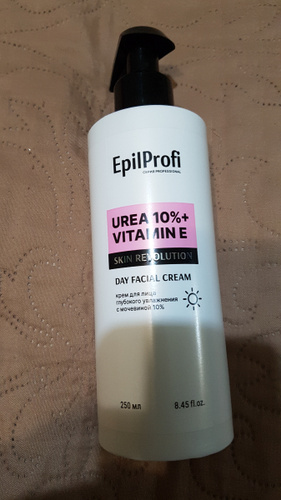 EpilProfi
UREA 10%+
VITAMIN E
SKIN REVOLUTION
DAY FACIAL CREAM
крем для лица
глубокого увлажнения
с мочевиной 10%
250 мл 8.45 fl.oz.